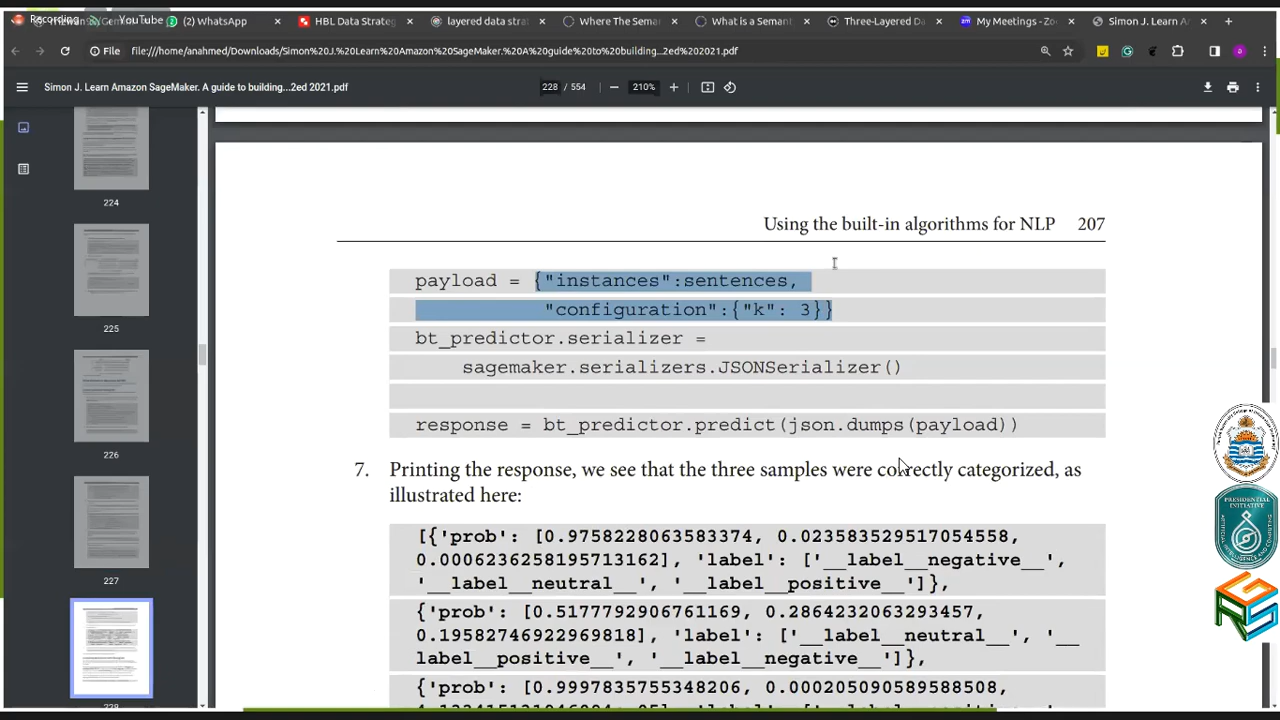 Recording
YouTube
(2) WhatsApp
HBL Data Strateg
layered data strat
Where The Sema
What is a Semant
Three-Layered Da
My Meetings - Zoo
Simon J. Learn A
File
file:///home/anahmed/Downloads/Simon%20J.%20Learn%20Amazon%20SageMaker.%20A%20guide%20to%20building...2ed%202021.pdf
Simon J. Learn Amazon SageMaker. A guide to building...2ed 2021.pdf
228 / 554
210%
224
225
226
227
Using the built-in algorithms for NLP 207
payload = {"instances":sentences,
"configuration":{"k": 3}}
bt_predictor.serializer =
sagemaker.serializers.JSONSerializer()
response = bt_predictor.predict(json.dumps(payload))
7. Printing the response, we see that the three samples were correctly categorized, as
illustrated here:
[{'prob': [0.9758228063583374, 0.023583529517054558,
0.0006236258195713162], 'label': ['__label__negative__',
'__label__neutral__', '__label__positive__']},
{'prob': [0.5177792906761169, 0.2864232063293457,
0.19582746922969818], 'label': ['__label__neutral__', '__
label__positive__', '__label__negative__']},
{'prob': [0.9997835755348206, 0.000205090589588508,